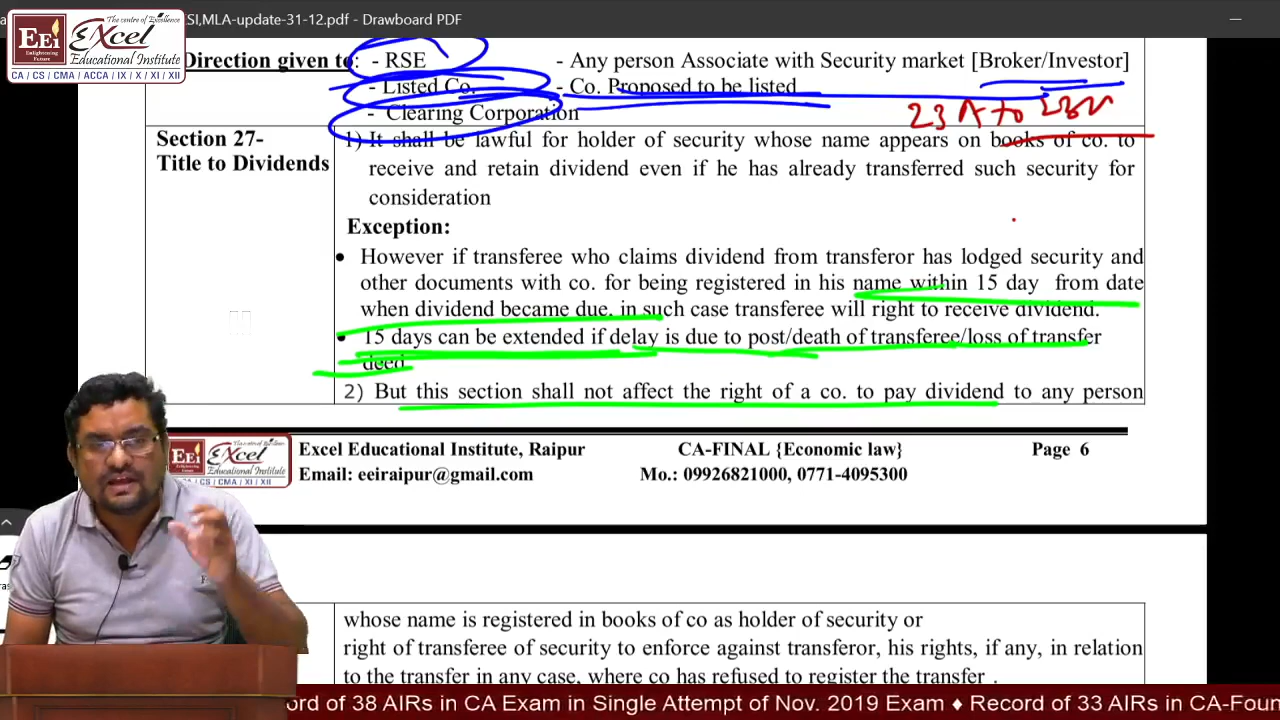 SI,MLA-update-31-12.pdf - Drawboard PDF
The centre of Excellence
EEi
Enlightening
Future
Excel
Educational Institute
CA / CS / CMA / ACCA / IX / X / XI / XII
Direction given to:
- RSE
- Any person Associate with Security market [Broker/Investor]
- Listed Co.
- Co. Proposed to be listed
- Clearing Corporation
23 A to
Section 27-
Title to Dividends
1) It shall be lawful for holder of security whose name appears on books of co. to
receive and retain dividend even if he has already transferred such security for
consideration
Exception:
• However if transferee who claims dividend from transferor has lodged security and
other documents with co. for being registered in his name within 15 day from date
when dividend became due, in such case transferee will right to receive dividend.
• 15 days can be extended if delay is due to post/death of transferee/loss of transfer
deed
2) But this section shall not affect the right of a co. to pay dividend to any person
EEi
Excel
Educational Institute
CA / CS / CMA / XI / XII
Excel Educational Institute, Raipur
CA-FINAL {Economic law}
Page 6
Email: eeiraipur@gmail.com
Mo.: 09926821000, 0771-4095300
whose name is registered in books of co as holder of security or
right of transferee of security to enforce against transferor, his rights, if any, in relation
to the transfer in any case, where co has refused to register the transfer .
ord of 38 AIRs in CA Exam in Single Attempt of Nov. 2019 Exam ♦ Record of 33 AIRs in CA-Foun